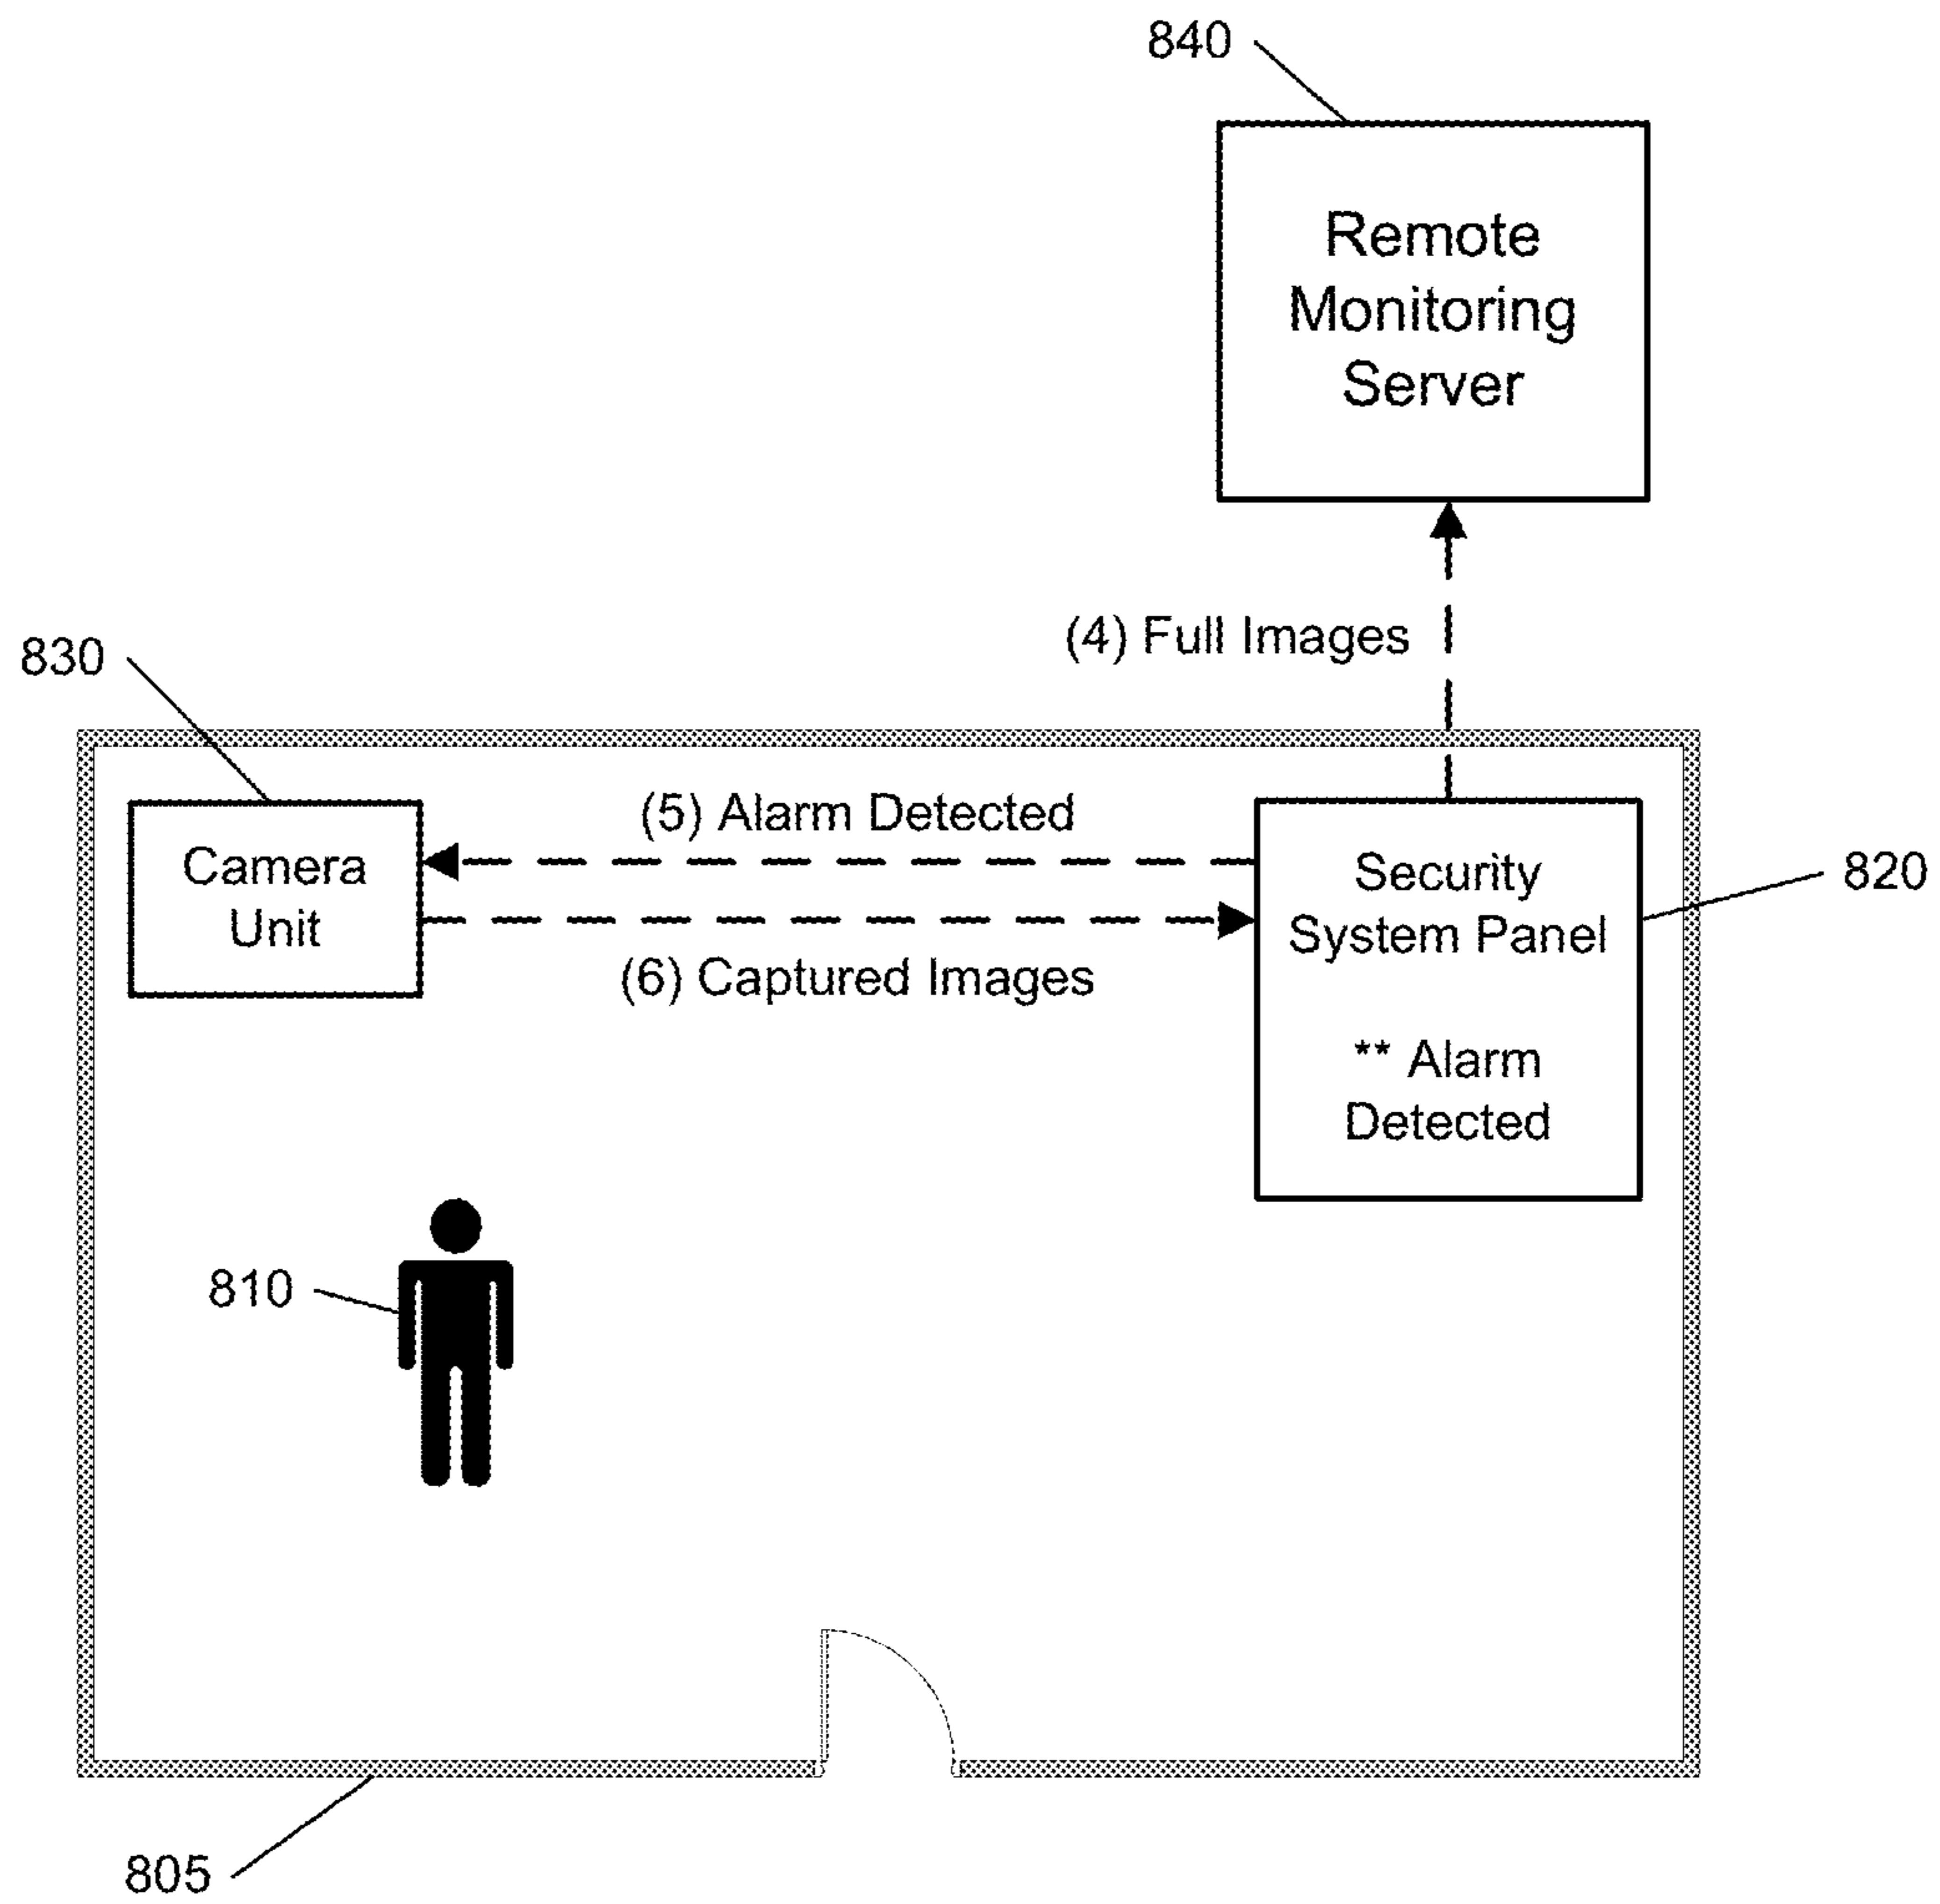 840
Remote
Monitoring
Server
(4) Full Images
830
(5) Alarm Detected
Camera
Unit
Security
System Panel
820
(6) Captured Images
** Alarm
Detected
810
805